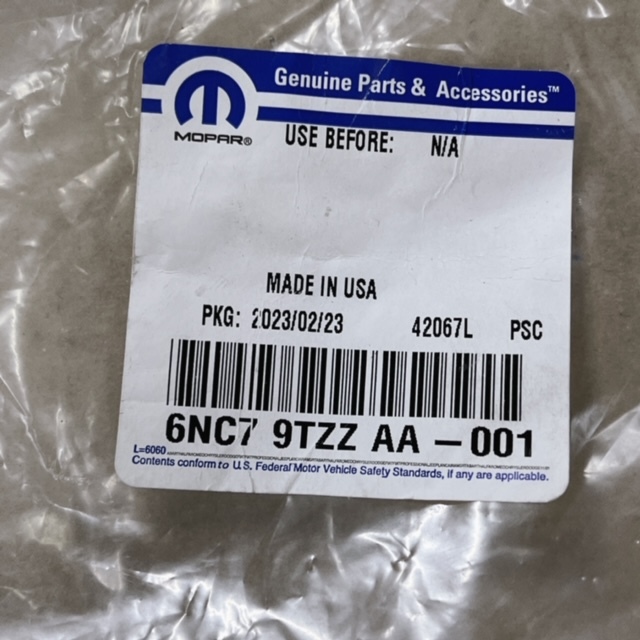 Genuine Parts & Accessories™
MOPAR®
USE BEFORE: N/A
MADE IN USA
PKG: 2023/02/23 42067L PSC
6NC7 9TZZ AA - 001
L=6060
Contents conform to U.S. Federal Motor Vehicle Safety Standards, if any are applicable.